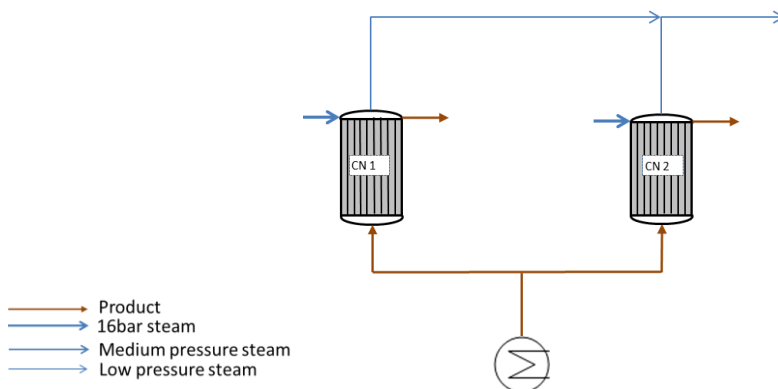 CN 1
CN 2
Product
16bar steam
Medium pressure steam
Low pressure steam